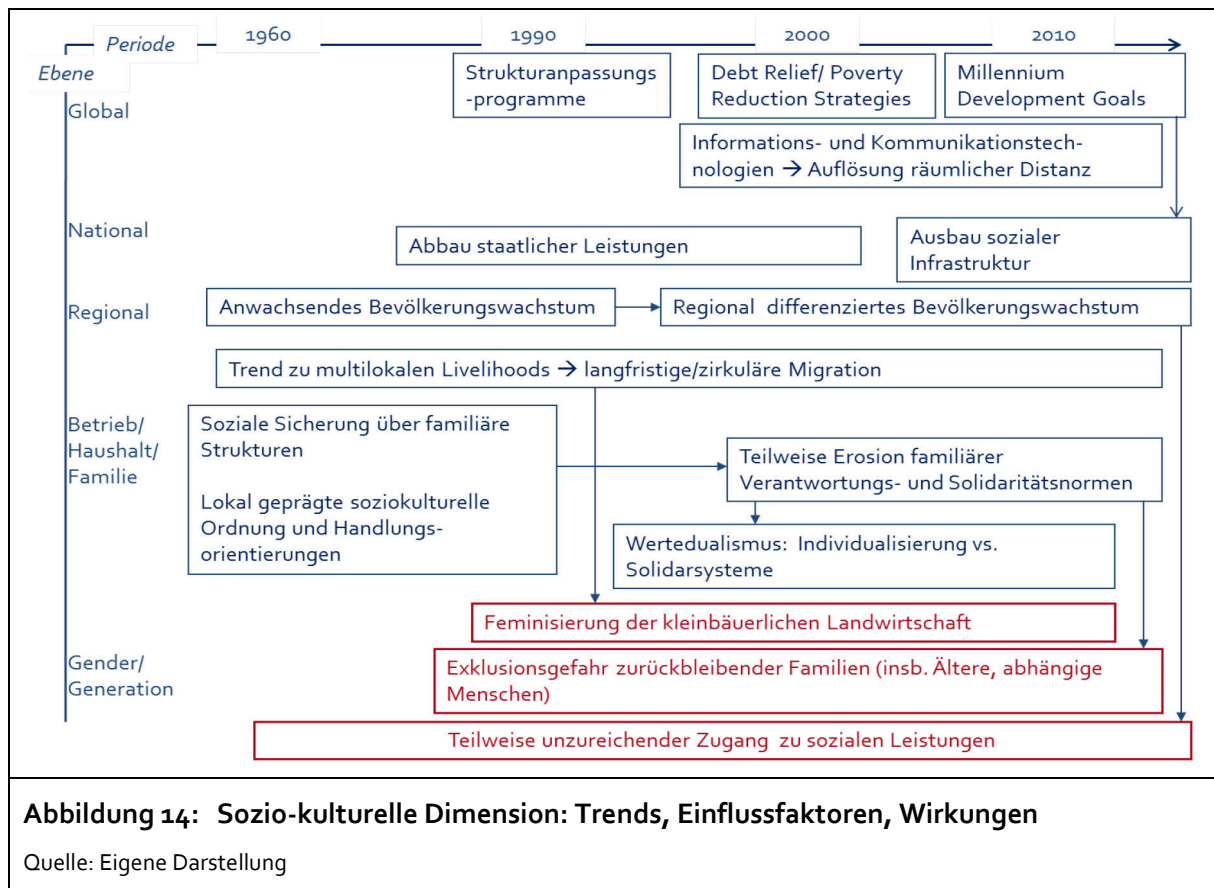 Periode 1960 1990 2000 2010
Ebene
Strukturanpassungs
-programme
Debt Relief/ Poverty
Reduction Strategies
Millennium
Development Goals
Global
Informations- und Kommunikationstech-
nologien → Auflösung räumlicher Distanz
National
Abbau staatlicher Leistungen
Ausbau sozialer
Infrastruktur
Regional
Anwachsendes Bevölkerungswachstum
Regional differenziertes Bevölkerungswachstum
Trend zu multilokalen Livelihoods → langfristige/zirkuläre Migration
Betrieb/
Haushalt/
Familie
Soziale Sicherung über familiäre
Strukturen
Lokal geprägte soziokulturelle
Ordnung und Handlungs-
orientierungen
Teilweise Erosion familiärer
Verantwortungs- und Solidaritätsnormen
Wertedualismus: Individualisierung vs.
Solidarsysteme
Feminisierung der kleinbäuerlichen Landwirtschaft
Gender/
Generation
Exklusionsgefahr zurückbleibender Familien (insb. Ältere, abhängige
Menschen)
Teilweise unzureichender Zugang zu sozialen Leistungen
Abbildung 14: Sozio-kulturelle Dimension: Trends, Einflussfaktoren, Wirkungen
Quelle: Eigene Darstellung